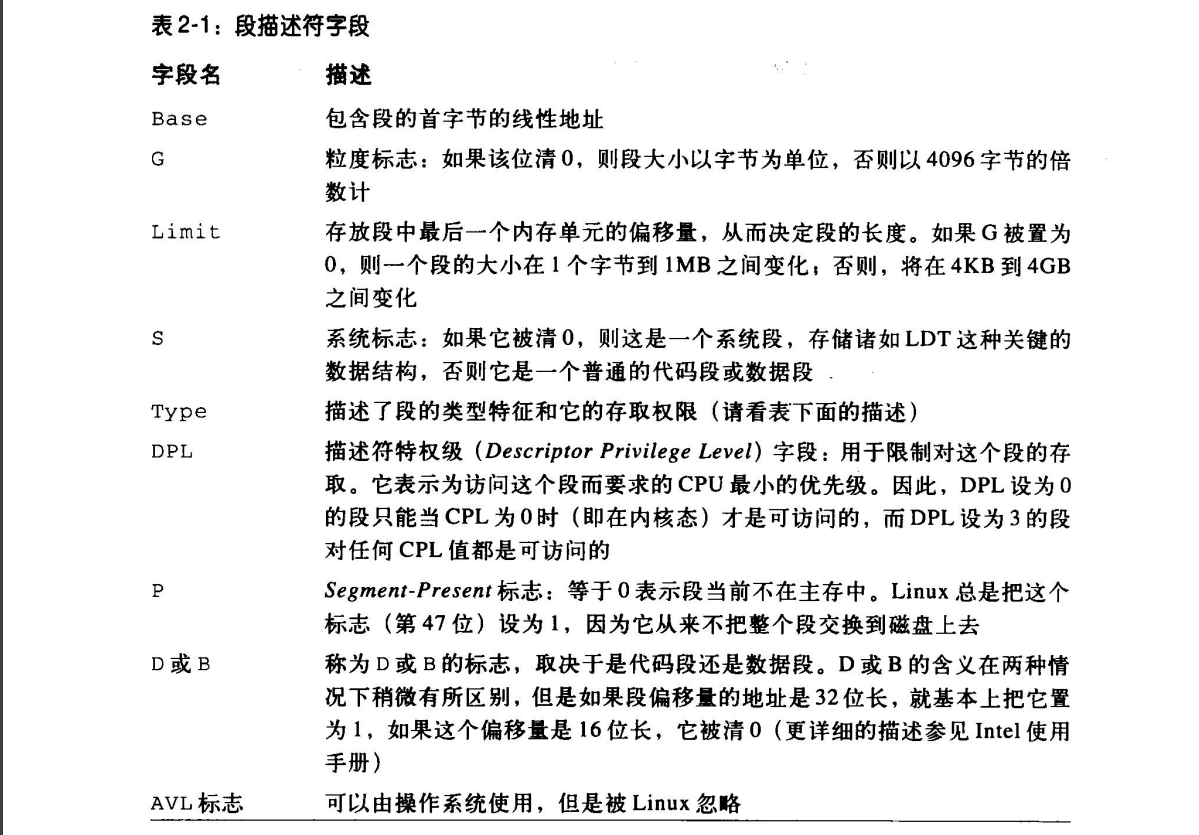 表2-1：段描述符字段
字段名 描述
Base 包含段的首字节的线性地址
G 粒度标志：如果该位清0，则段大小以字节为单位，否则以4096字节的倍
数计
Limit 存放段中最后一个内存单元的偏移量，从而决定段的长度。如果G被置为
0，则一个段的大小在1个字节到1MB之间变化；否则，将在4KB到4GB
之间变化
S 系统标志：如果它被清0，则这是一个系统段，存储诸如LDT这种关键的
数据结构，否则它是一个普通的代码段或数据段
Type 描述了段的类型特征和它的存取权限（请看表下面的描述）
DPL 描述符特权级（Descriptor Privilege Level）字段：用于限制对这个段的存
取。它表示为访问这个段而要求的CPU最小的优先级。因此，DPL设为0
的段只能当CPL为0时（即在内核态）才是可访问的，而DPL设为3的段
对任何CPL值都是可访问的
P Segment-Present标志：等于0表示段当前不在主存中。Linux总是把这个
标志（第47位）设为1，因为它从来不把整个段交换到磁盘上去
D或B 称为D或B的标志，取决于是代码段还是数据段。D或B的含义在两种情
况下稍微有所区别，但是如果段偏移量的地址是32位长，就基本上把它置
为1，如果这个偏移量是16位长，它被清0（更详细的描述参见Intel使用
手册）
AVL标志 可以由操作系统使用，但是被Linux忽略